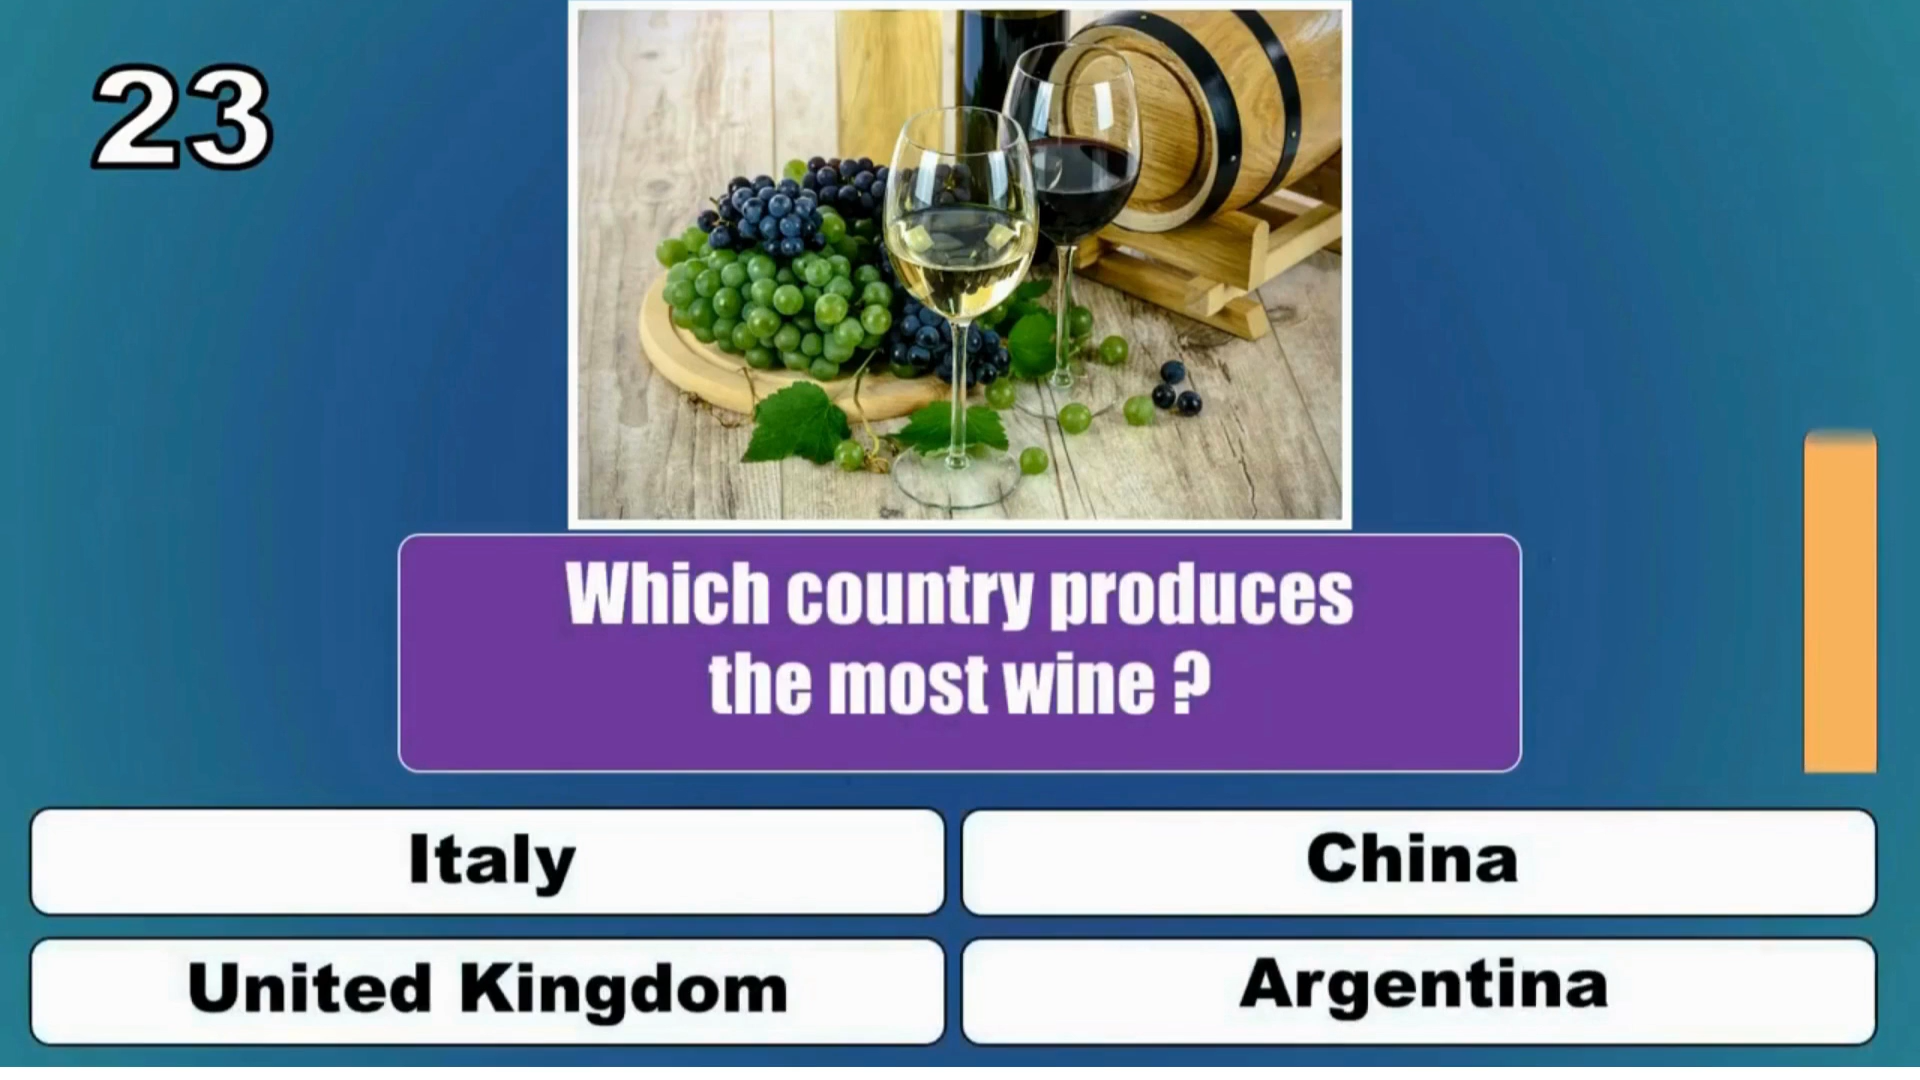 23
Which country produces
the most wine ?
Italy
China
United Kingdom
Argentina